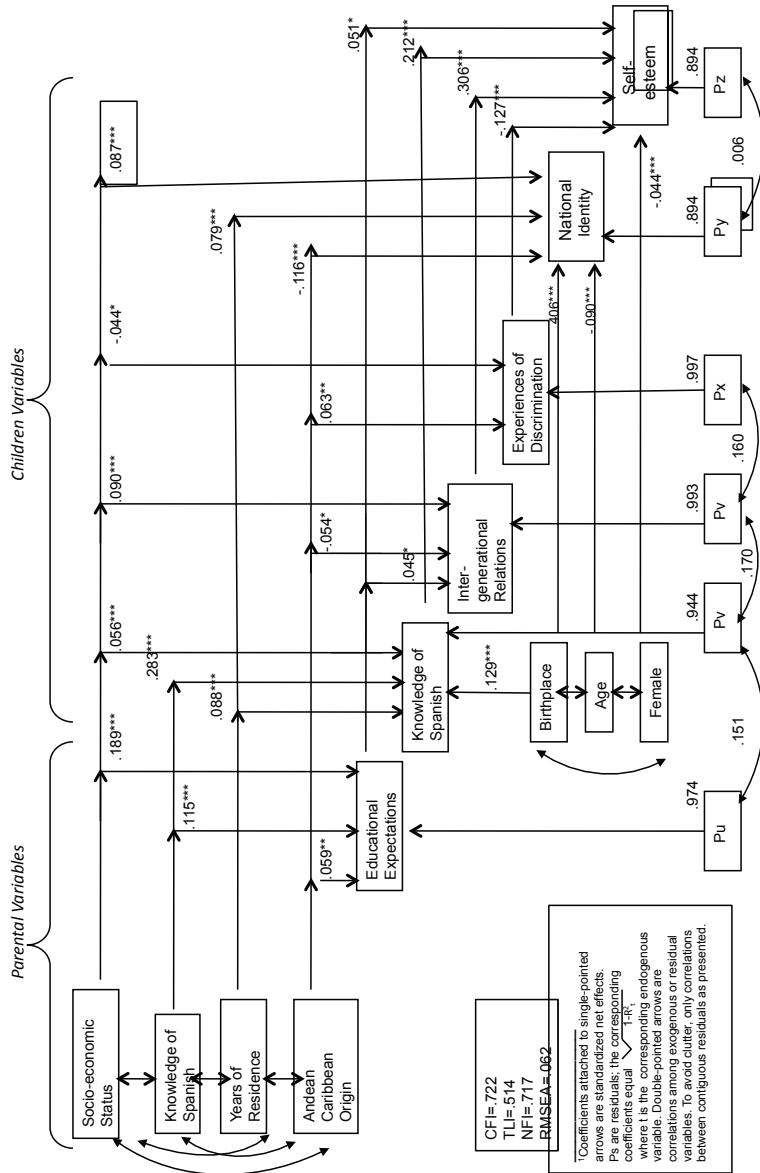 Parental Variables
Children Variables
Socio-economic
Status
Knowledge of
Spanish
Years of
Residence
Andean
Caribbean
Origin
.189***
.056***
.090***
-.044*
.087***
.115***
.283***
.088***
.079***
.059**
-.054*
.063**
-.116***
.045*
.051*
.212***
.306***
-.127***
Educational
Expectations
Knowledge of
Spanish
Inter-
generational
Relations
Experiences of
Discrimination
National
Identity
Self-
esteem
.129***
.406***
-.090***
-.044***
Birthplace
Age
Female
.974
.944
.993
.997
.894
.894
Pu
Pv
Pv
Px
Py
Pz
.151
.170
.160
.006
CFI=.722
TLI=.514
NFI=.717
RMSEA=.062
¹Coefficients attached to single-pointed
arrows are standardized net effects.
Ps are residuals; the corresponding
coefficients equal √1-R²t
where t is the corresponding endogenous
variable. Double-pointed arrows are
correlations among exogenous or residual
variables. To avoid clutter, only correlations
between contiguous residuals as presented.